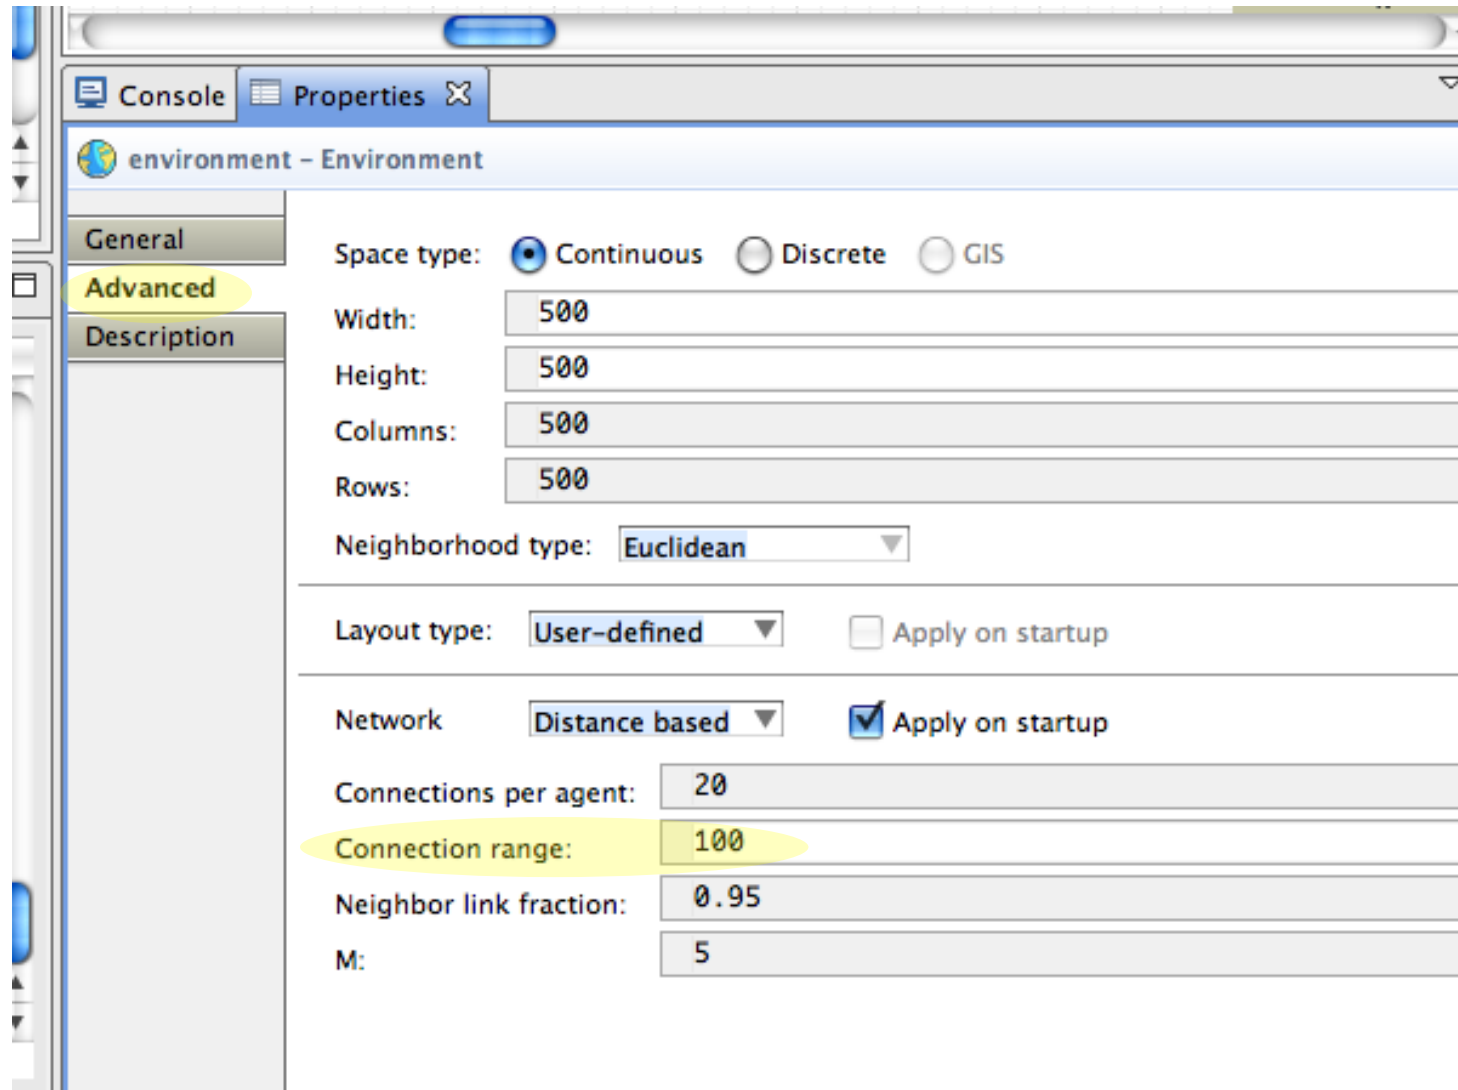 Console Properties
environment – Environment
General
Advanced
Description
Space type: Continuous Discrete GIS
Width: 500
Height: 500
Columns: 500
Rows: 500
Neighborhood type: Euclidean
Layout type: User-defined Apply on startup
Network Distance based Apply on startup
Connections per agent: 20
Connection range: 100
Neighbor link fraction: 0.95
M: 5